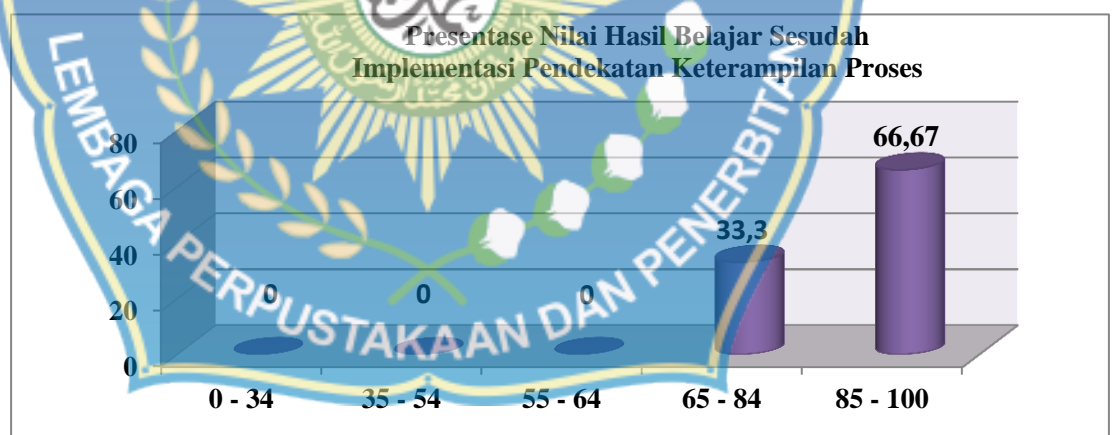 Presentase Nilai Hasil Belajar Sesudah
Implementasi Pendekatan Keterampilan Proses
LEMBAGA PERPUSTAKAAN DAN PENERBITAN
80
60
40
20
0
0
0
0
33,3
66,67
0 - 34
35 - 54
55 - 64
65 - 84
85 - 100